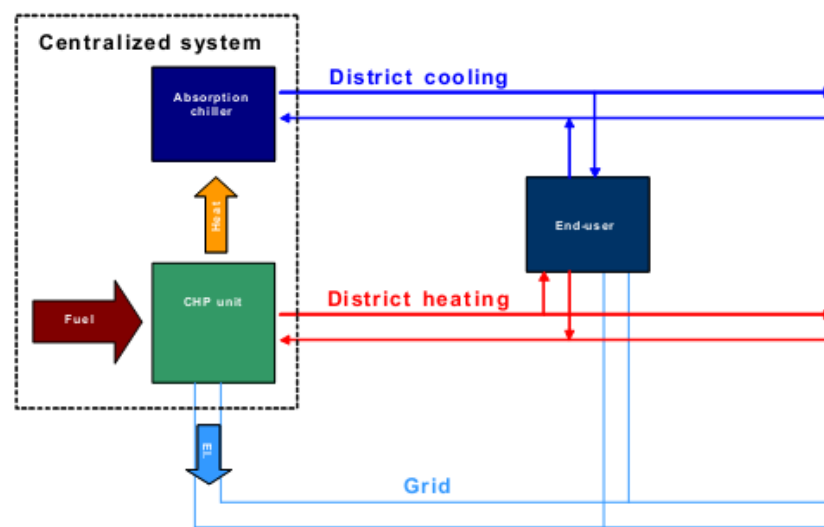 Centralized system
Absorption
chiller
District cooling
Heat
End-user
Fuel
CHP unit
District heating
El.
Grid